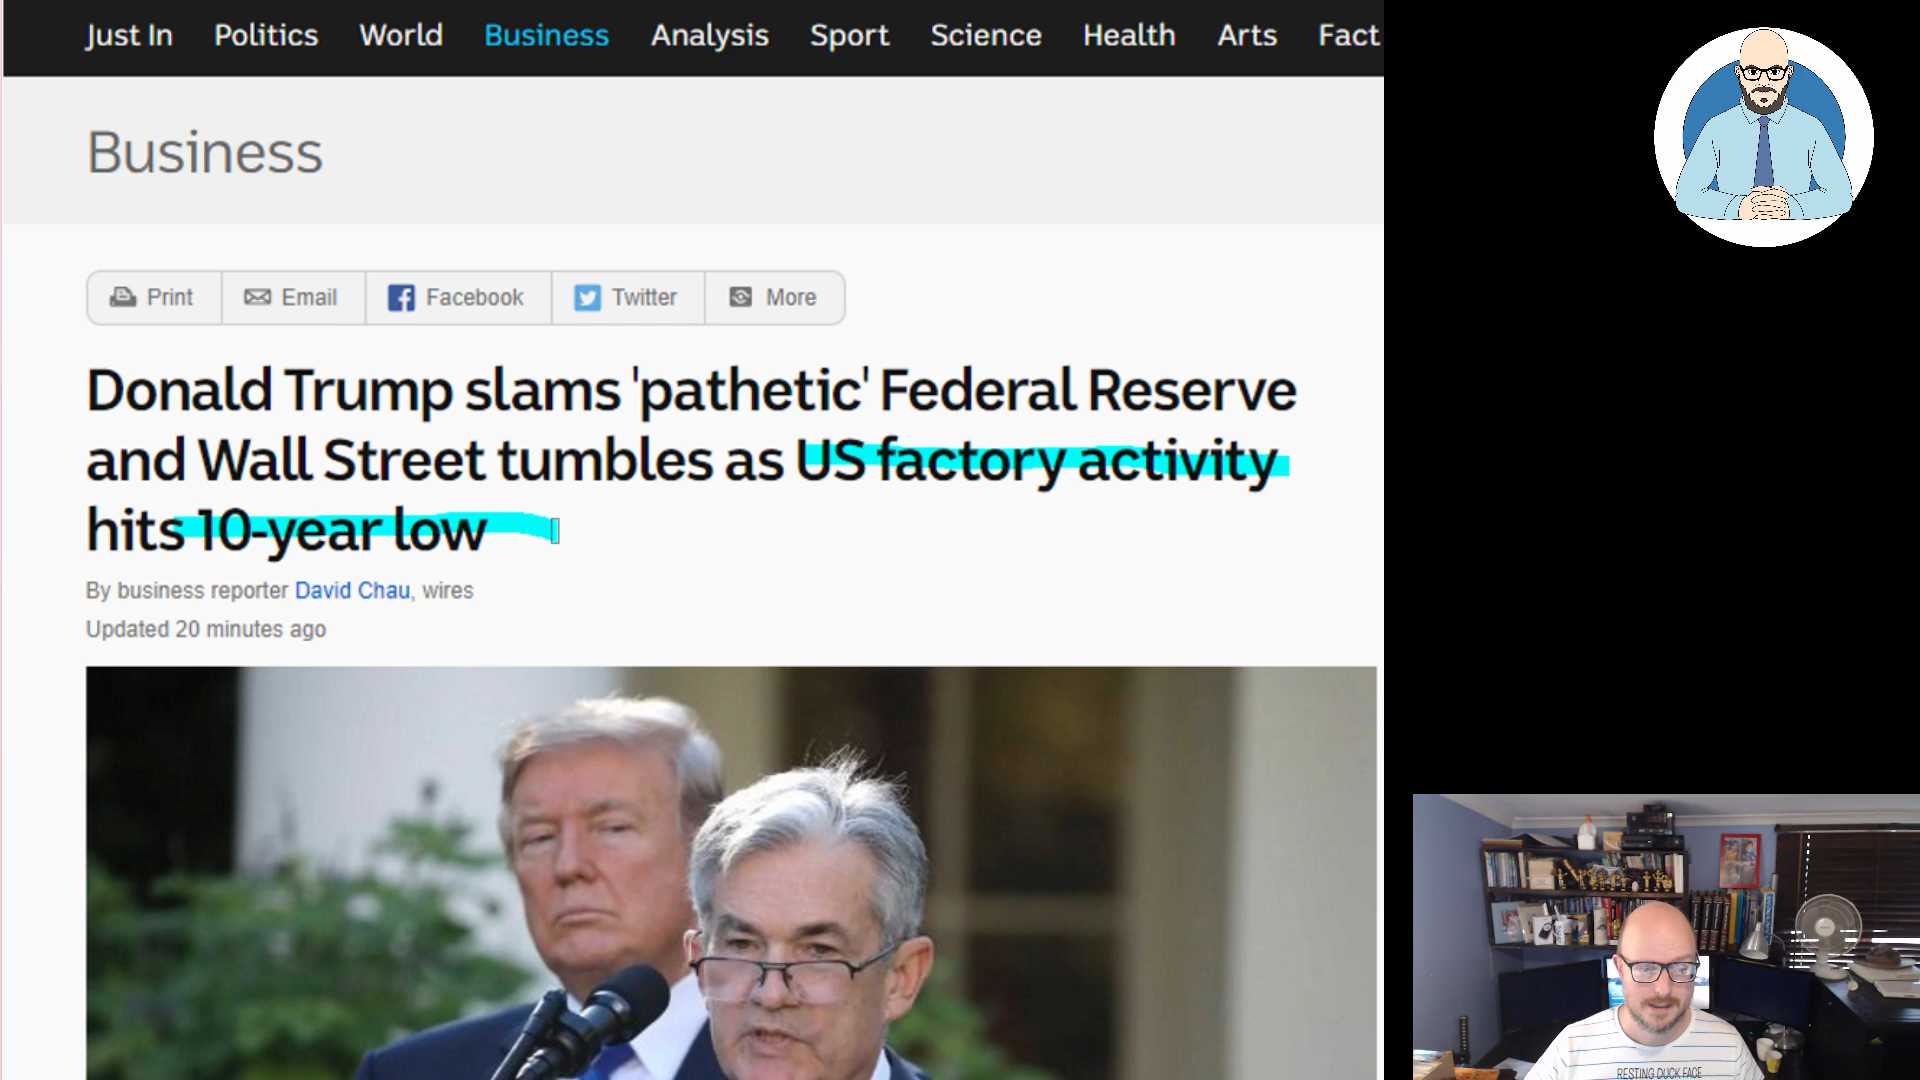 Just In Politics World Business Analysis Sport Science Health Arts Fact
Business
Print Email Facebook Twitter More
Donald Trump slams 'pathetic' Federal Reserve
and Wall Street tumbles as US factory activity
hits 10-year low
By business reporter David Chau, wires
Updated 20 minutes ago
RESTING DUCK FACE